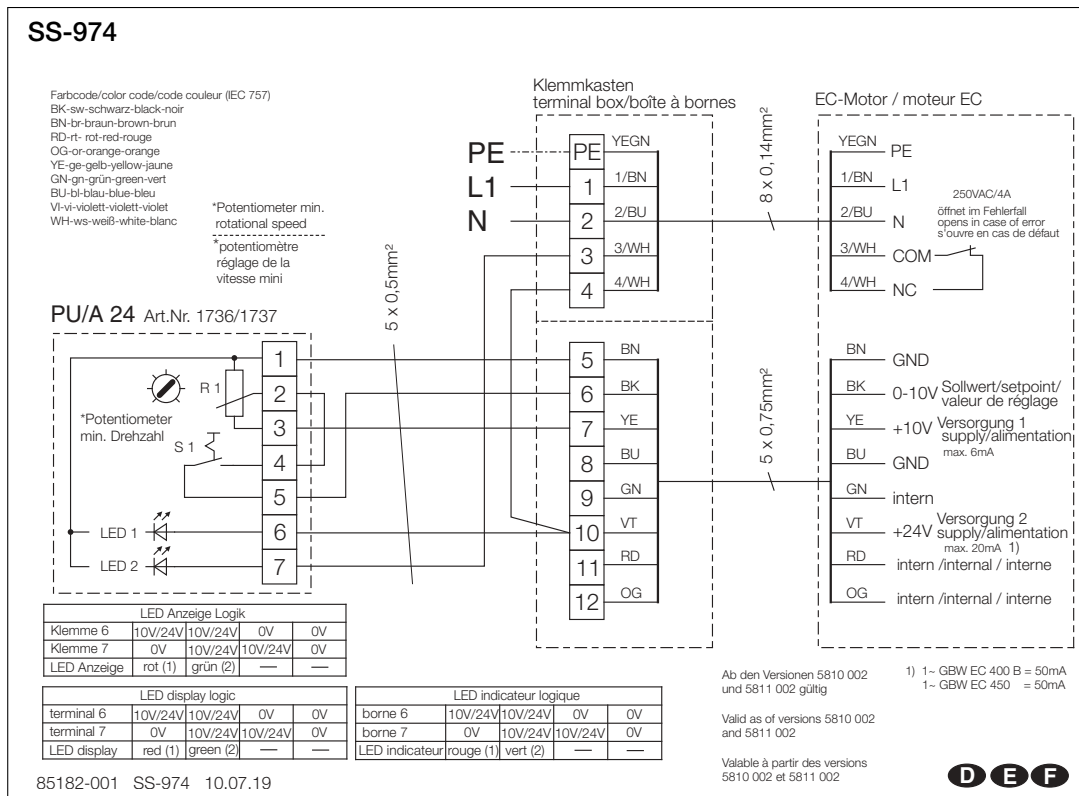 SS-974
Farbcode/color code/code couleur (IEC 757)
BK-sw-schwarz-black-noir
BN-br-braun-brown-brun
RD-rt- rot-red-rouge
OG-or-orange-orange
YE-ge-gelb-yellow-jaune
GN-gn-grün-green-vert
BU-bl-blau-blue-bleu
VI-vi-violett-violett-violet
WH-ws-weiß-white-blanc
*Potentiometer min.
rotational speed
*potentiomètre
réglage de la
vitesse mini
PU/A 24 Art.Nr. 1736/1737
*Potentiometer
min. Drehzahl
R 1
S 1
LED 1
LED 2
1
2
3
4
5
6
7
5 x 0,5mm²
Klemmkasten
terminal box/boîte à bornes
PE PE YEGN
L1 1 1/BN
N 2 2/BU
3 3/WH
4 4/WH
5 BN
6 BK
7 YE
8 BU
9 GN
10 VT
11 RD
12 OG
8 x 0,14mm²
5 x 0,75mm²
EC-Motor / moteur EC
YEGN PE
1/BN L1
2/BU N
3/WH COM
4/WH NC
250VAC/4A
öffnet im Fehlerfall
opens in case of error
s'ouvre en cas de défaut
BN GND
BK 0-10V Sollwert/setpoint/
valeur de réglage
YE +10V Versorgung 1
supply/alimentation
max. 6mA
BU GND
GN intern
VT +24V Versorgung 2
supply/alimentation
max. 20mA 1)
RD intern /internal / interne
OG intern /internal / interne
LED Anzeige Logik
Klemme 6 10V/24V 10V/24V 0V 0V
Klemme 7 0V 10V/24V 10V/24V 0V
LED Anzeige rot (1) grün (2) — —
LED display logic
terminal 6 10V/24V 10V/24V 0V 0V
terminal 7 0V 10V/24V 10V/24V 0V
LED display red (1) green (2) — —
LED indicateur logique
borne 6 10V/24V 10V/24V 0V 0V
borne 7 0V 10V/24V 10V/24V 0V
LED indicateur rouge (1) vert (2) — —
Ab den Versionen 5810 002
und 5811 002 gültig
Valid as of versions 5810 002
and 5811 002
Valable à partir des versions
5810 002 et 5811 002
1) 1~ GBW EC 400 B = 50mA
1~ GBW EC 450 = 50mA
85182-001 SS-974 10.07.19
D E F